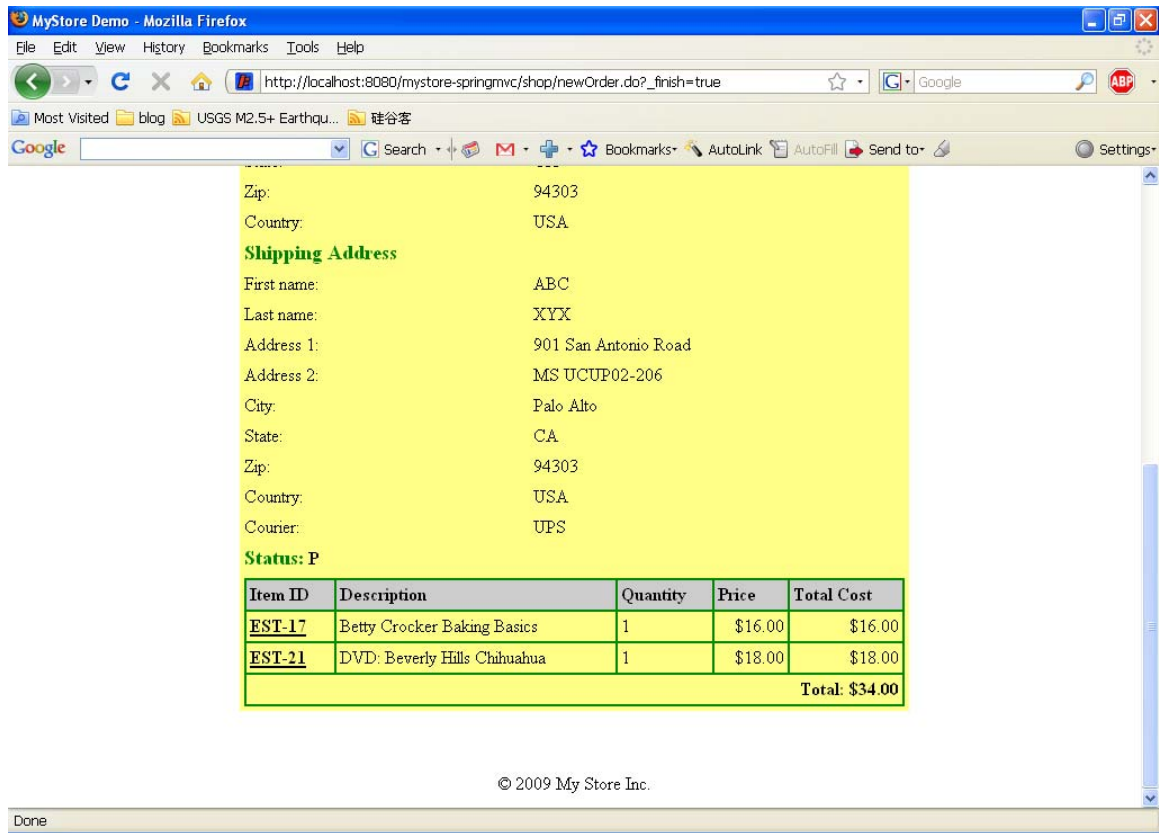 MyStore Demo - Mozilla Firefox
File Edit View History Bookmarks Tools Help
http://localhost:8080/mystore-springmvc/shop/newOrder.do?_finish=true G Google ABP
Most Visited blog USGS M2.5+ Earthqu... 硅谷客
Google G Search M Bookmarks AutoLink AutoFill Send to Settings
Zip: 94303
Country: USA
Shipping Address
First name: ABC
Last name: XYX
Address 1: 901 San Antonio Road
Address 2: MS UCUP02-206
City: Palo Alto
State: CA
Zip: 94303
Country: USA
Courier: UPS
Status: P
Item ID Description Quantity Price Total Cost
EST-17 Betty Crocker Baking Basics 1 $16.00 $16.00
EST-21 DVD: Beverly Hills Chihuahua 1 $18.00 $18.00
Total: $34.00
© 2009 My Store Inc.
Done